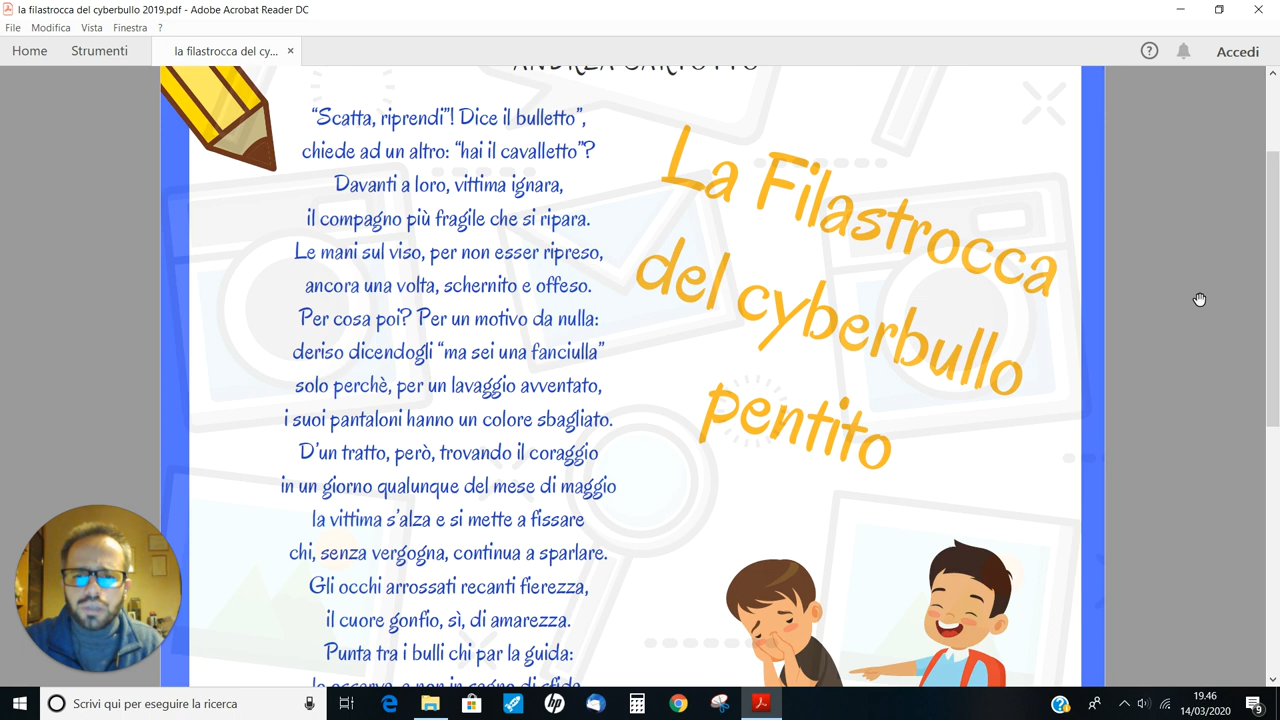 la filastrocca del cyberbullo 2019.pdf - Adobe Acrobat Reader DC
File Modifica Vista Finestra ?
Home Strumenti la filastrocca del cy... × Accedi
“Scatta, riprendi”! Dice il bulletto”,
chiede ad un altro: “hai il cavalletto”?
Davanti a loro, vittima ignara,
il compagno più fragile che si ripara.
Le mani sul viso, per non esser ripreso,
ancora una volta, schernito e offeso.
Per cosa poi? Per un motivo da nulla:
deriso dicendogli “ma sei una fanciulla”
solo perchè, per un lavaggio avventato,
i suoi pantaloni hanno un colore sbagliato.
D’un tratto, però, trovando il coraggio
in un giorno qualunque del mese di maggio
la vittima s’alza e si mette a fissare
chi, senza vergogna, continua a sparlare.
Gli occhi arrossati recanti fierezza,
il cuore gonfio, sì, di amarezza.
Punta tra i bulli chi par la guida:
La Filastrocca
del cyberbullo
pentito
Scrivi qui per eseguire la ricerca
19.46
14/03/2020